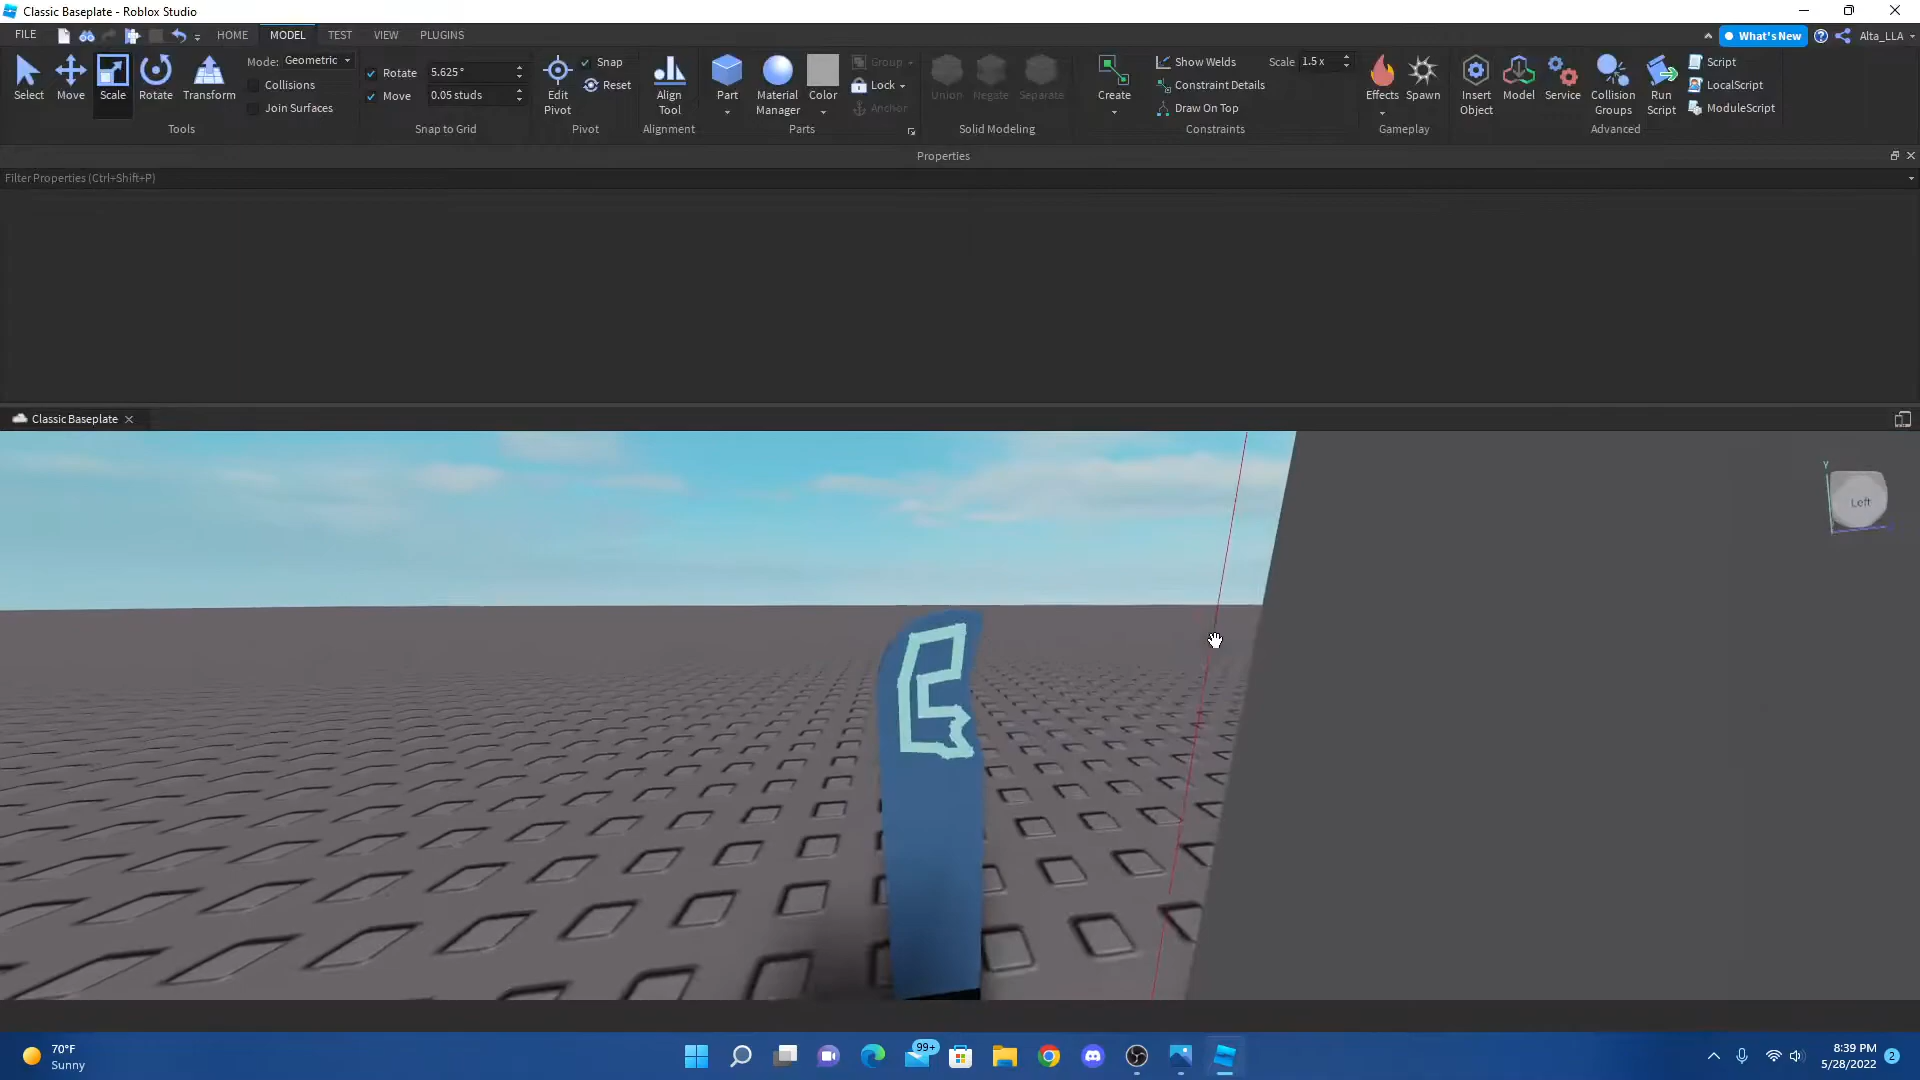 Classic Baseplate - Roblox Studio
FILE HOME MODEL TEST VIEW PLUGINS What's New Alta_LLA
Select Move Scale Rotate Transform
Mode: Geometric
Collisions
Join Surfaces
Tools
Rotate 5.625 °
Move 0.05 studs
Snap to Grid
Edit Pivot
Snap
Reset
Pivot
Align Tool
Alignment
Part Material Manager Color
Group
Lock
Anchor
Parts
Union Negate Separate
Solid Modeling
Create
Show Welds Scale 1.5 x
Constraint Details
Draw On Top
Constraints
Effects Spawn
Gameplay
Insert Object Model Service Collision Groups Run Script
Script
LocalScript
ModuleScript
Advanced
Properties
Filter Properties (Ctrl+Shift+P)
Classic Baseplate
Y
Left
70°F
Sunny
99+
8:39 PM
5/28/2022
2